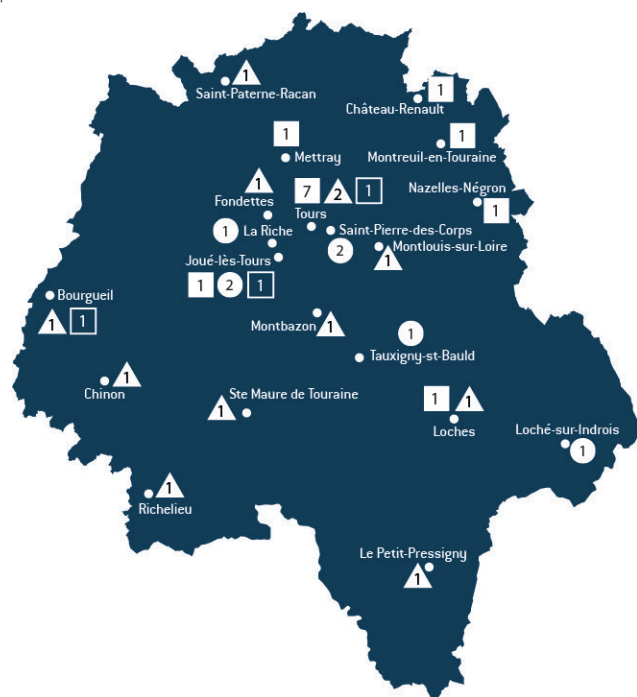 1
Saint-Paterne-Racan
1
Château-Renault
1
Mettray
1
Montreuil-en-Touraine
1
Fondettes
7 2 1
Tours
Nazelles-Négron
1
1
La Riche
Saint-Pierre-des-Corps
2
Montlouis-sur-Loire
1
Joué-lès-Tours
1 2 1
Bourgueil
1 1
Montbazon
1
1
Tauxigny-st-Bauld
1
Chinon
1
Ste Maure de Touraine
1 1
Loches
Loché-sur-Indrois
1
1
Richelieu
Le Petit-Pressigny
1